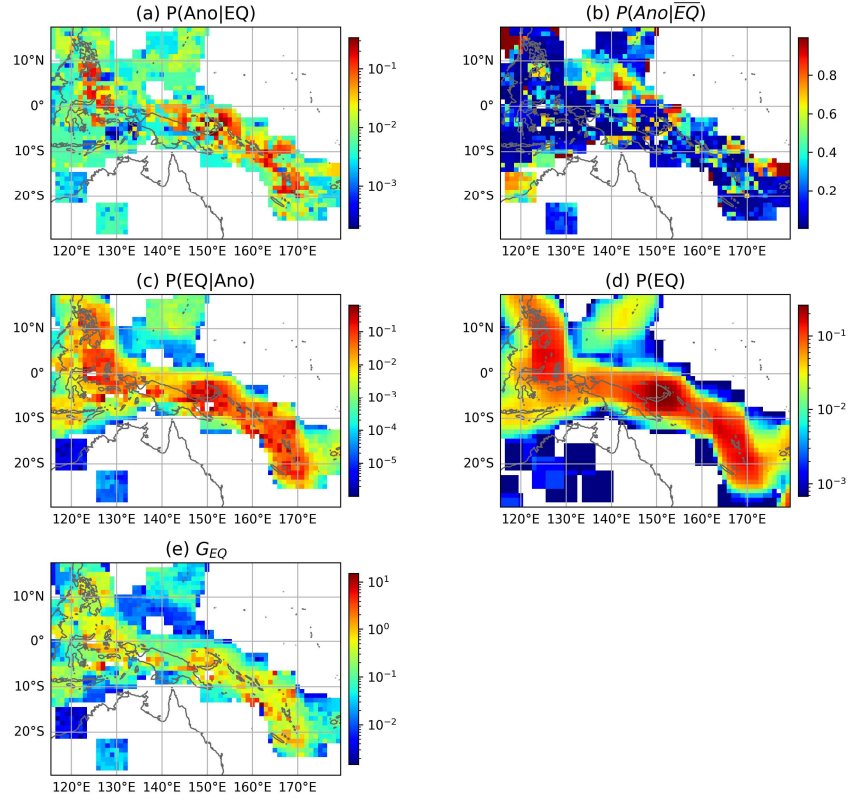 (a) P(Ano|EQ)
10°N
0°
10°S
20°S
120°E 130°E 140°E 150°E 160°E 170°E
10⁻¹
10⁻²
10⁻³
(b) P(Ano|E̅Q̅)
10°N
0°
10°S
20°S
120°E 130°E 140°E 150°E 160°E 170°E
0.8
0.6
0.4
0.2
(c) P(EQ|Ano)
10°N
0°
10°S
20°S
120°E 130°E 140°E 150°E 160°E 170°E
10⁻¹
10⁻²
10⁻³
10⁻⁴
10⁻⁵
(d) P(EQ)
10°N
0°
10°S
20°S
120°E 130°E 140°E 150°E 160°E 170°E
10⁻¹
10⁻²
10⁻³
(e) G_EQ
10°N
0°
10°S
20°S
120°E 130°E 140°E 150°E 160°E 170°E
10¹
10⁰
10⁻¹
10⁻²